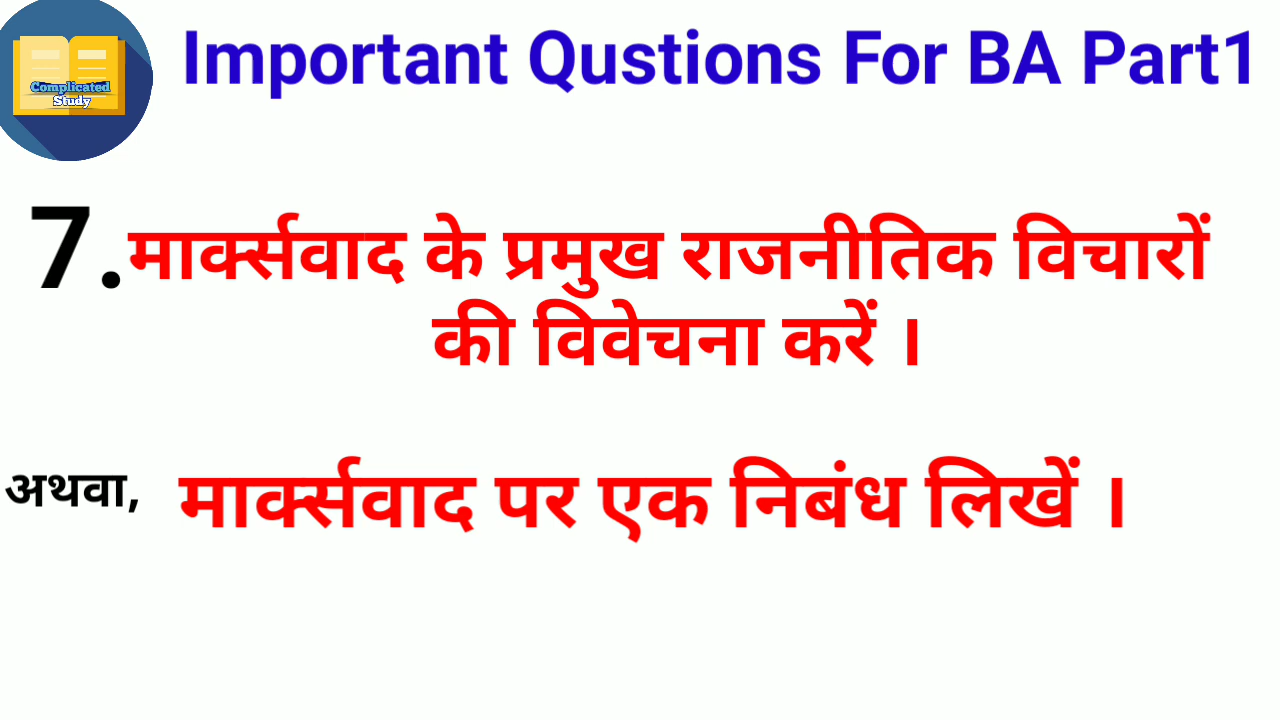 Complicated
Study
Important Qustions For BA Part1
7. मार्क्सवाद के प्रमुख राजनीतिक विचारों
की विवेचना करें ।
अथवा, मार्क्सवाद पर एक निबंध लिखें ।